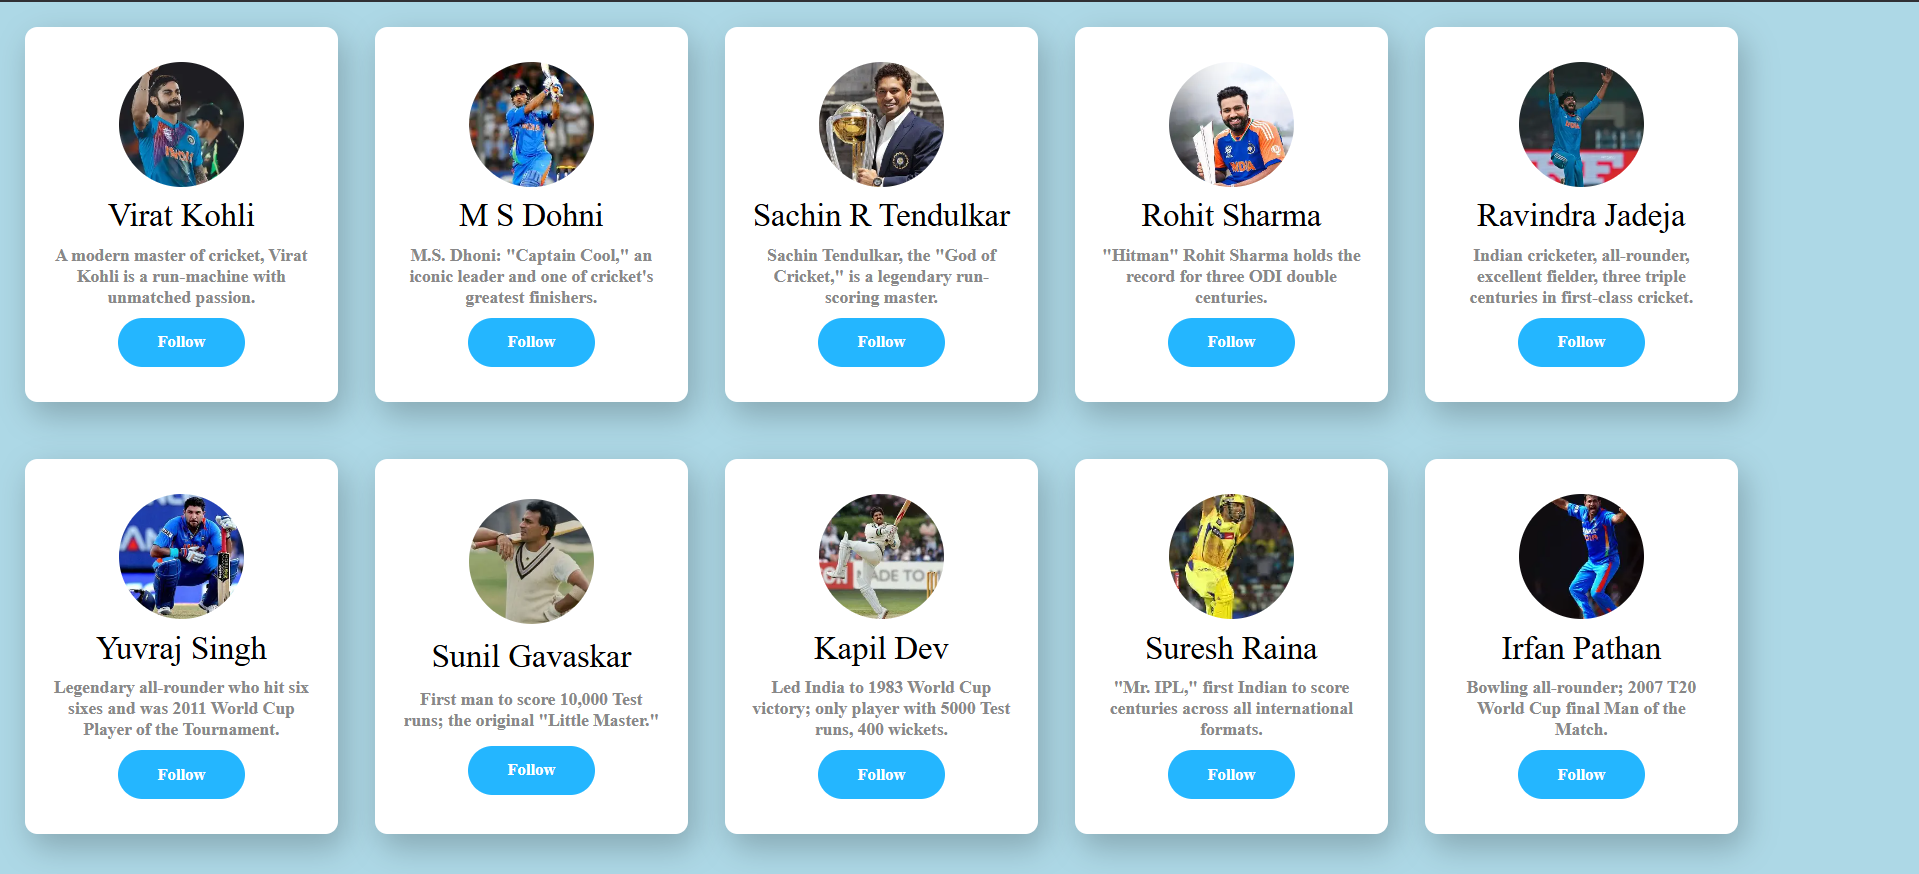 Virat Kohli
A modern master of cricket, Virat
Kohli is a run-machine with
unmatched passion.
Follow
M S Dohni
M.S. Dhoni: "Captain Cool," an
iconic leader and one of cricket's
greatest finishers.
Follow
Sachin R Tendulkar
Sachin Tendulkar, the "God of
Cricket," is a legendary run-
scoring master.
Follow
Rohit Sharma
"Hitman" Rohit Sharma holds the
record for three ODI double
centuries.
Follow
Ravindra Jadeja
Indian cricketer, all-rounder,
excellent fielder, three triple
centuries in first-class cricket.
Follow
Yuvraj Singh
Legendary all-rounder who hit six
sixes and was 2011 World Cup
Player of the Tournament.
Follow
Sunil Gavaskar
First man to score 10,000 Test
runs; the original "Little Master."
Follow
MADE TO
Kapil Dev
Led India to 1983 World Cup
victory; only player with 5000 Test
runs, 400 wickets.
Follow
Suresh Raina
"Mr. IPL," first Indian to score
centuries across all international
formats.
Follow
Irfan Pathan
Bowling all-rounder; 2007 T20
World Cup final Man of the
Match.
Follow